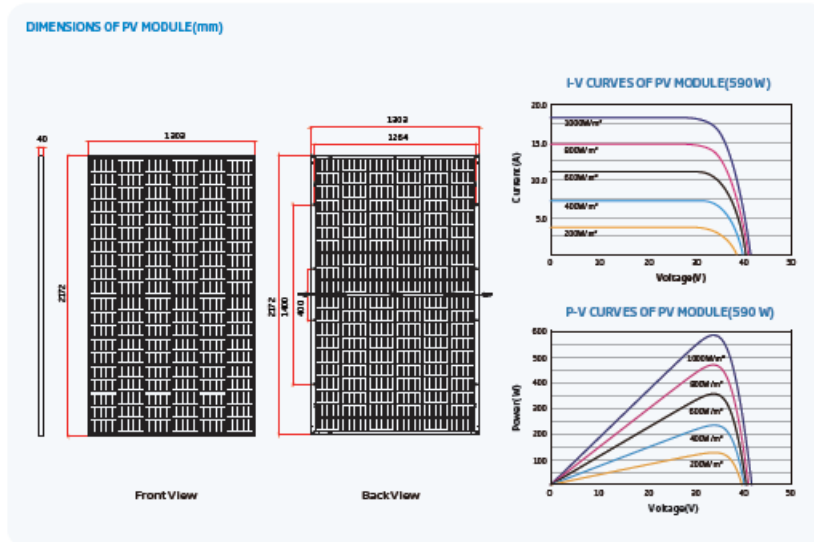 DIMENSIONS OF PV MODULE(mm)
40
1303
2172
Front View
1303
1264
2172
1400
400
Back View
I-V CURVES OF PV MODULE(590W)
Current(A)
20.0
15.0
10.0
5.0
1000W/m²
800W/m²
600W/m²
400W/m²
200W/m²
0
10
20
30
40
50
Voltage(V)
P-V CURVES OF PV MODULE(590 W)
Power(W)
600
500
400
300
200
100
1000W/m²
800W/m²
600W/m²
400W/m²
200W/m²
0
10
20
30
40
50
Voltage(V)